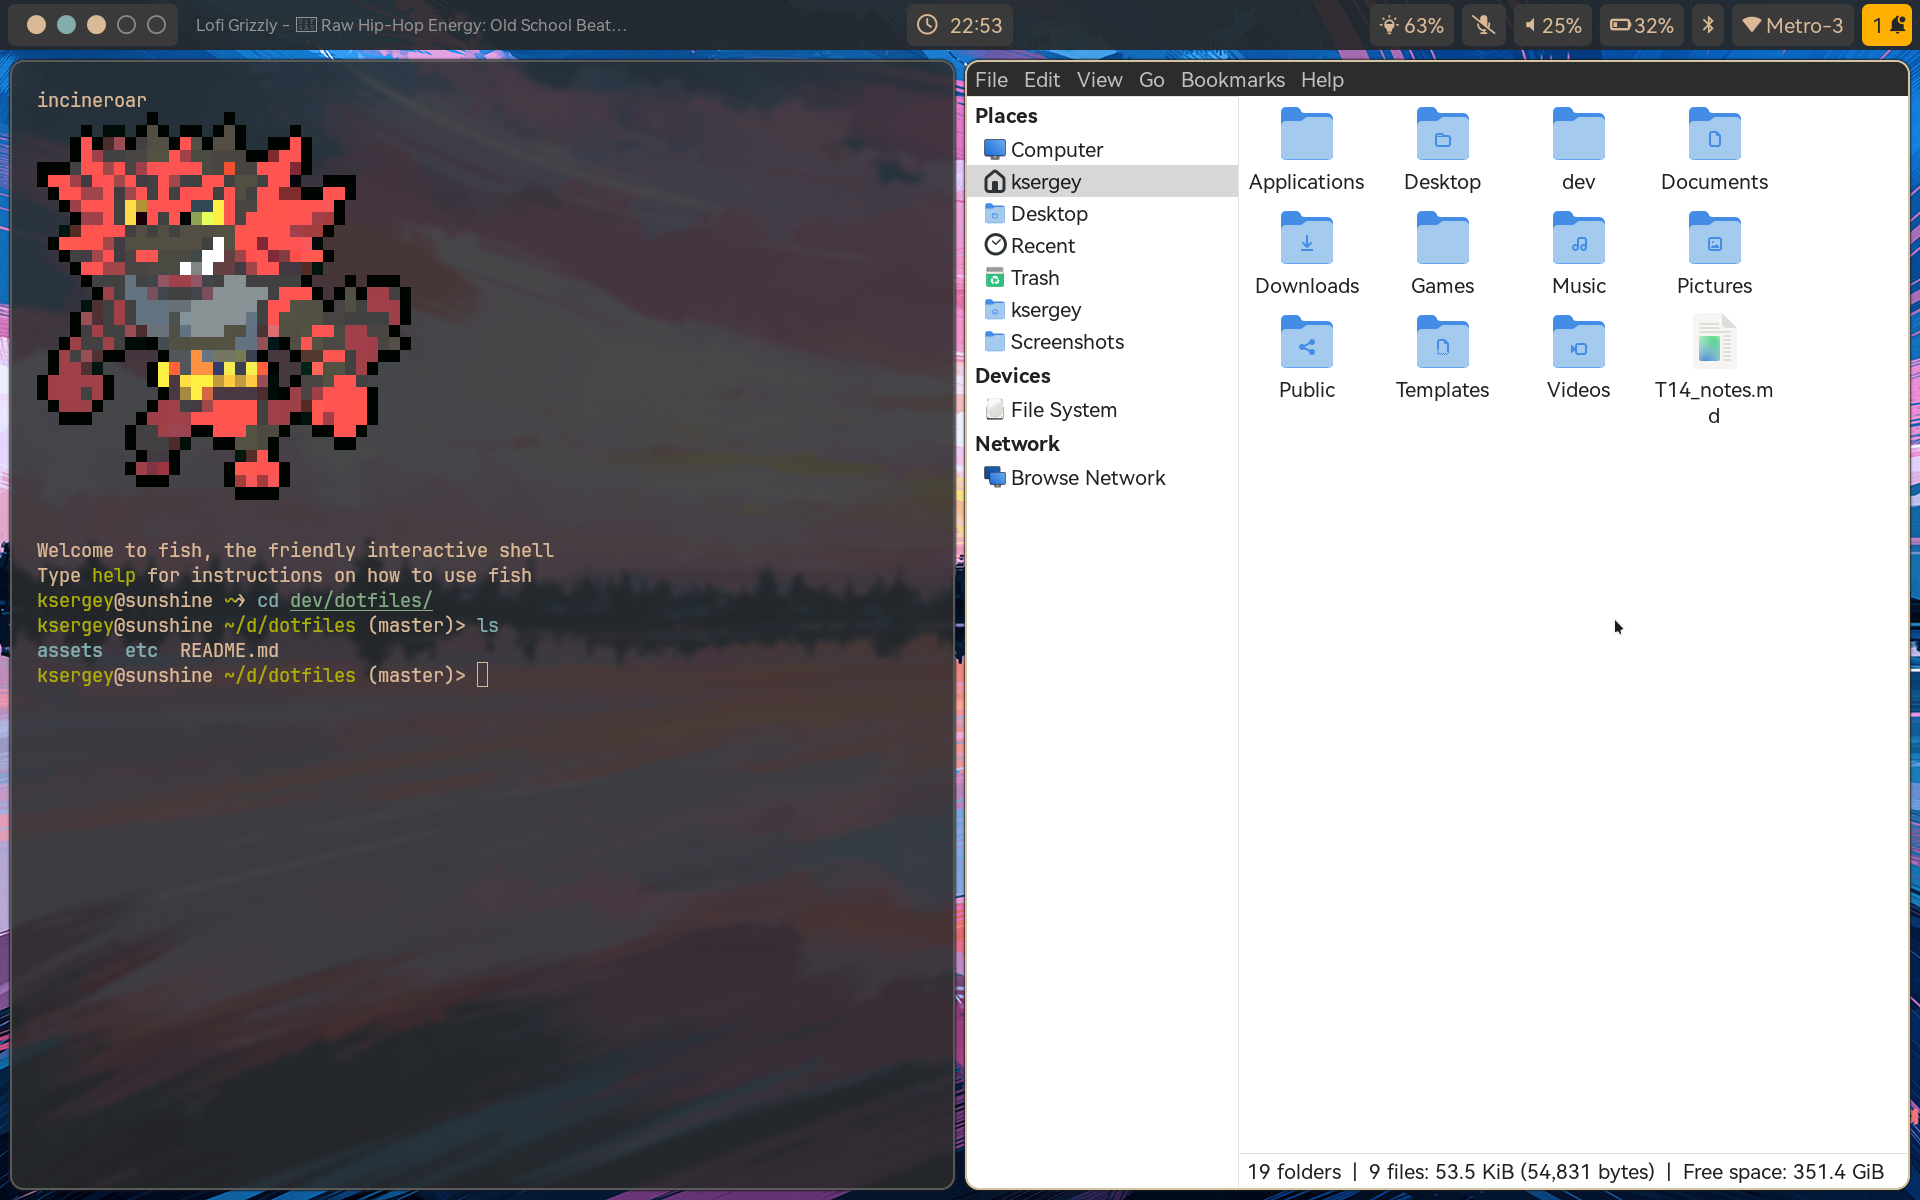 Lofi Grizzly - Raw Hip-Hop Energy: Old School Beat...
22:53
63%
25%
32%
Metro-3
1
incineroar
Welcome to fish, the friendly interactive shell
Type help for instructions on how to use fish
ksergey@sunshine ~> cd dev/dotfiles/
ksergey@sunshine ~/d/dotfiles (master)> ls
assets etc README.md
ksergey@sunshine ~/d/dotfiles (master)>
File Edit View Go Bookmarks Help
Places
Computer
ksergey
Desktop
Recent
Trash
ksergey
Screenshots
Devices
File System
Network
Browse Network
Applications Desktop dev Documents
Downloads Games Music Pictures
Public Templates Videos T14_notes.m
d
19 folders | 9 files: 53.5 KiB (54,831 bytes) | Free space: 351.4 GiB